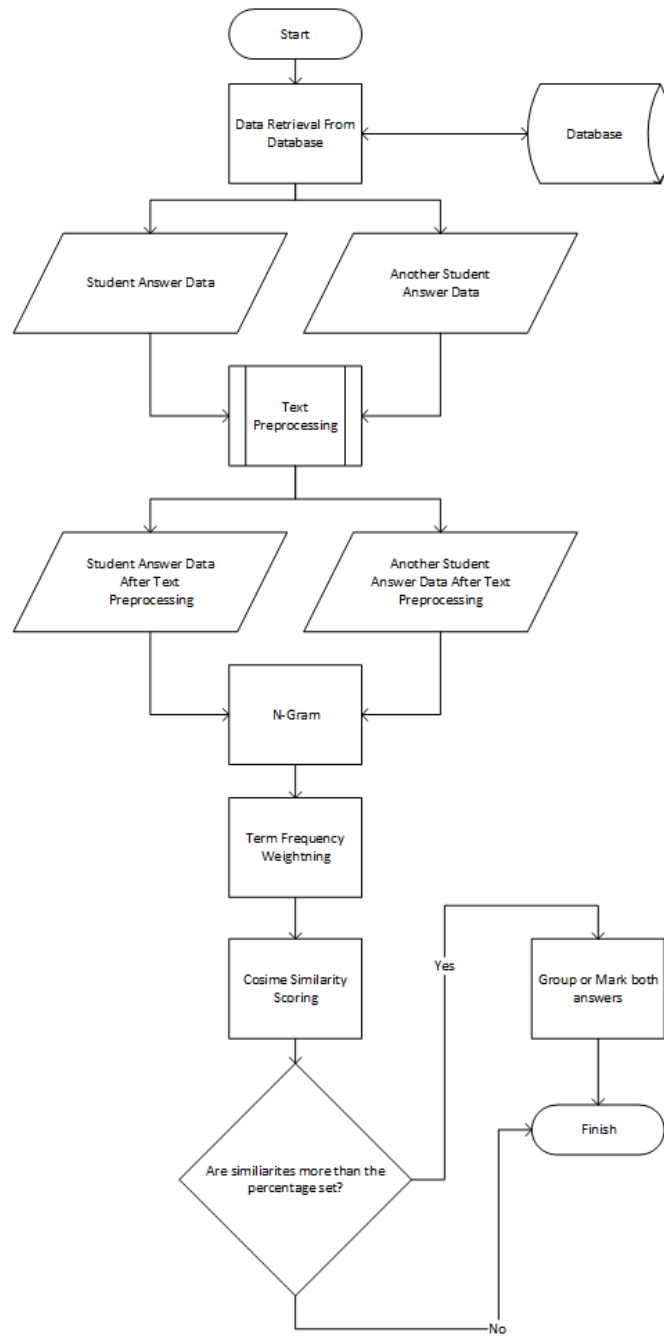 Start
Data Retrieval From
Database
Database
Student Answer Data
Another Student
Answer Data
Text
Preprocessing
Student Answer Data
After Text
Preprocessing
Another Student
Answer Data After Text
Preprocessing
N-Gram
Term Frequency
Weightning
Cosime Similarity
Scoring
Yes
Group or Mark both
answers
Finish
Are similiarites more than the
percentage set?
No